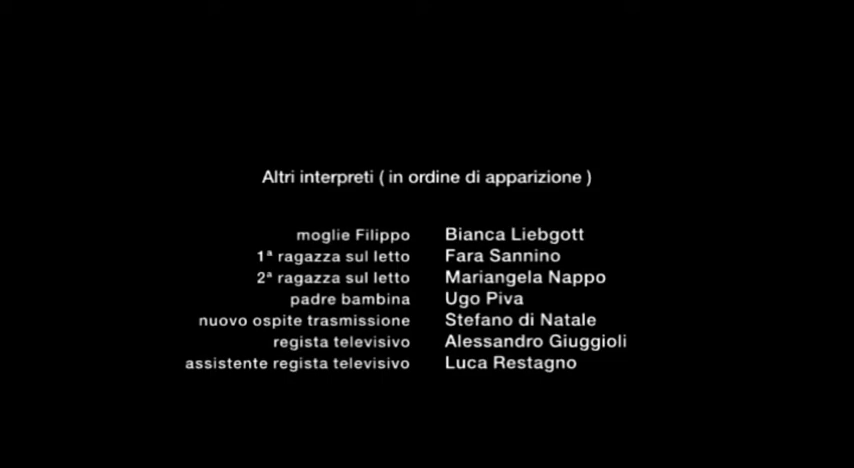 Altri interpreti ( in ordine di apparizione )
moglie Filippo Bianca Liebgott
1ª ragazza sul letto Fara Sannino
2ª ragazza sul letto Mariangela Nappo
padre bambina Ugo Piva
nuovo ospite trasmissione Stefano di Natale
regista televisivo Alessandro Giuggioli
assistente regista televisivo Luca Restagno